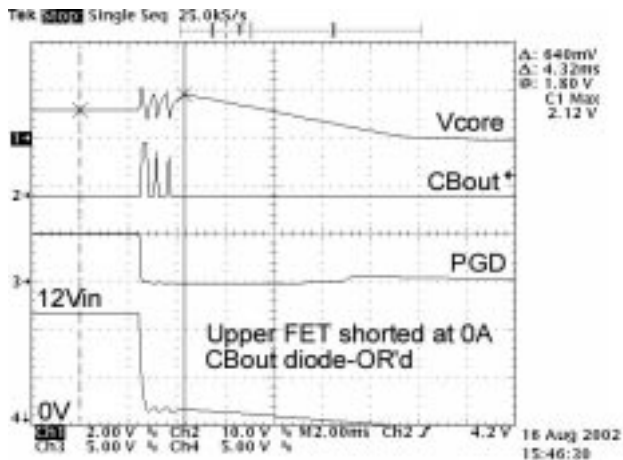 Tek Stop: Single Seq 25.0kS/s
Δ: 640mV
Δ: 4.32ms
@: 1.80 V
C1 Max
2.12 V
Vcore
1
CBout
2
PGD
3
12Vin
Upper FET shorted at 0A
CBout diode-OR'd
0V
4
Ch1 2.00 V Ch2 10.0 V M2.00ms Ch2 4.2 V
Ch3 5.00 V Ch4 5.00 V
16 Aug 2002
15:46:30